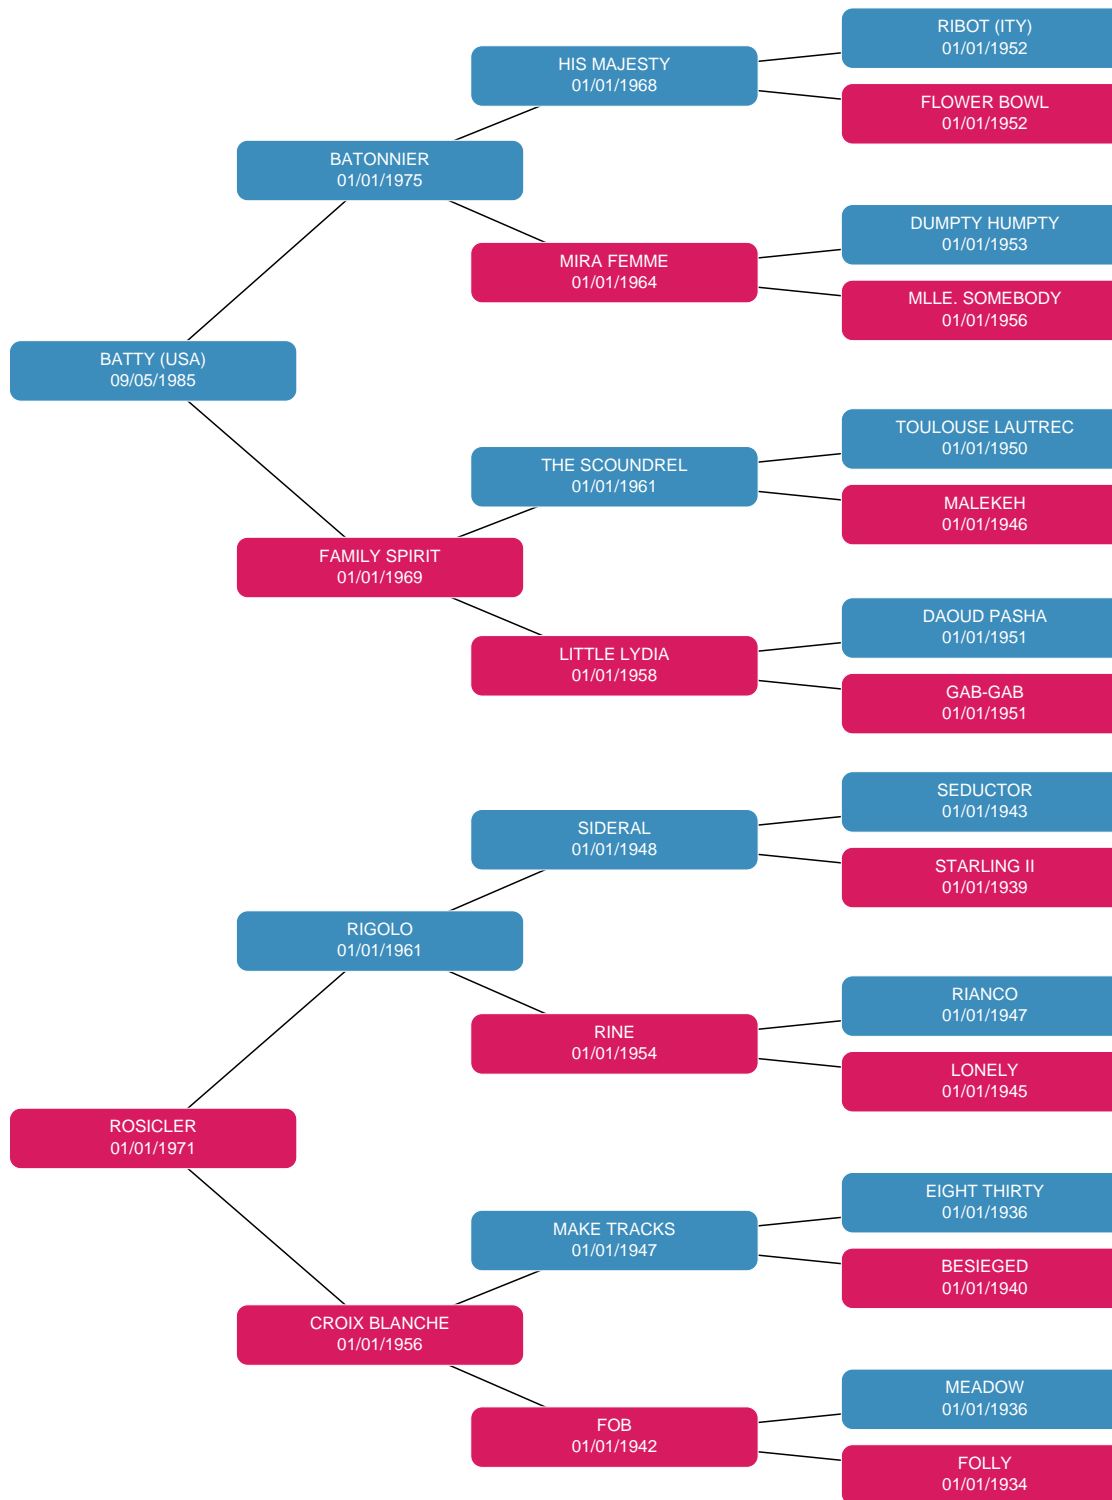 RIBOT (ITY)
01/01/1952
HIS MAJESTY
01/01/1968
FLOWER BOWL
01/01/1952
BATONNIER
01/01/1975
DUMPTY HUMPTY
01/01/1953
MIRA FEMME
01/01/1964
MLLE. SOMEBODY
01/01/1956
BATTY (USA)
09/05/1985
TOULOUSE LAUTREC
01/01/1950
THE SCOUNDREL
01/01/1961
MALEKEH
01/01/1946
FAMILY SPIRIT
01/01/1969
DAOUD PASHA
01/01/1951
LITTLE LYDIA
01/01/1958
GAB-GAB
01/01/1951
SEDUCTOR
01/01/1943
SIDERAL
01/01/1948
STARLING II
01/01/1939
RIGOLO
01/01/1961
RIANCO
01/01/1947
RINE
01/01/1954
LONELY
01/01/1945
ROSICLER
01/01/1971
EIGHT THIRTY
01/01/1936
MAKE TRACKS
01/01/1947
BESIEGED
01/01/1940
CROIX BLANCHE
01/01/1956
MEADOW
01/01/1936
FOB
01/01/1942
FOLLY
01/01/1934